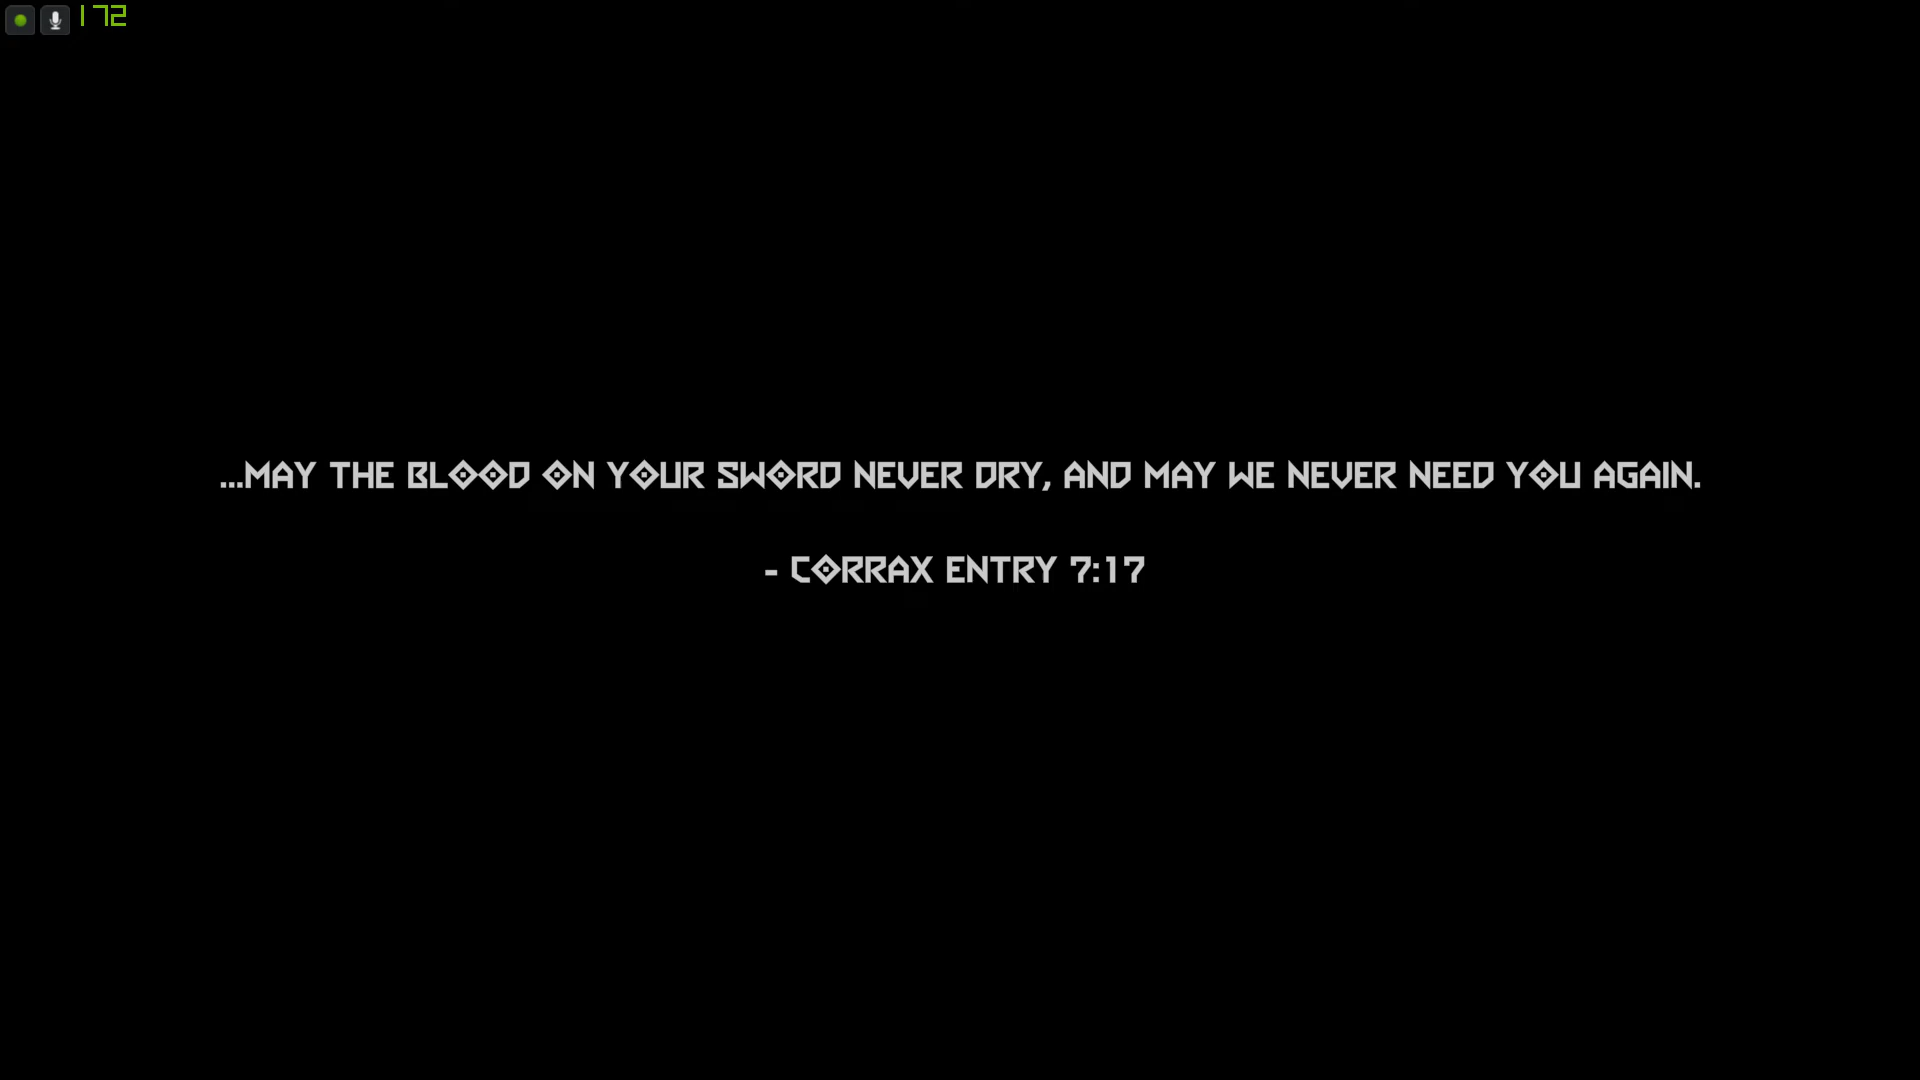 172
...MAY THE BLOOD ON YOUR SWORD NEVER DRY, AND MAY WE NEVER NEED YOU AGAIN.
- CORRAX ENTRY 7:17